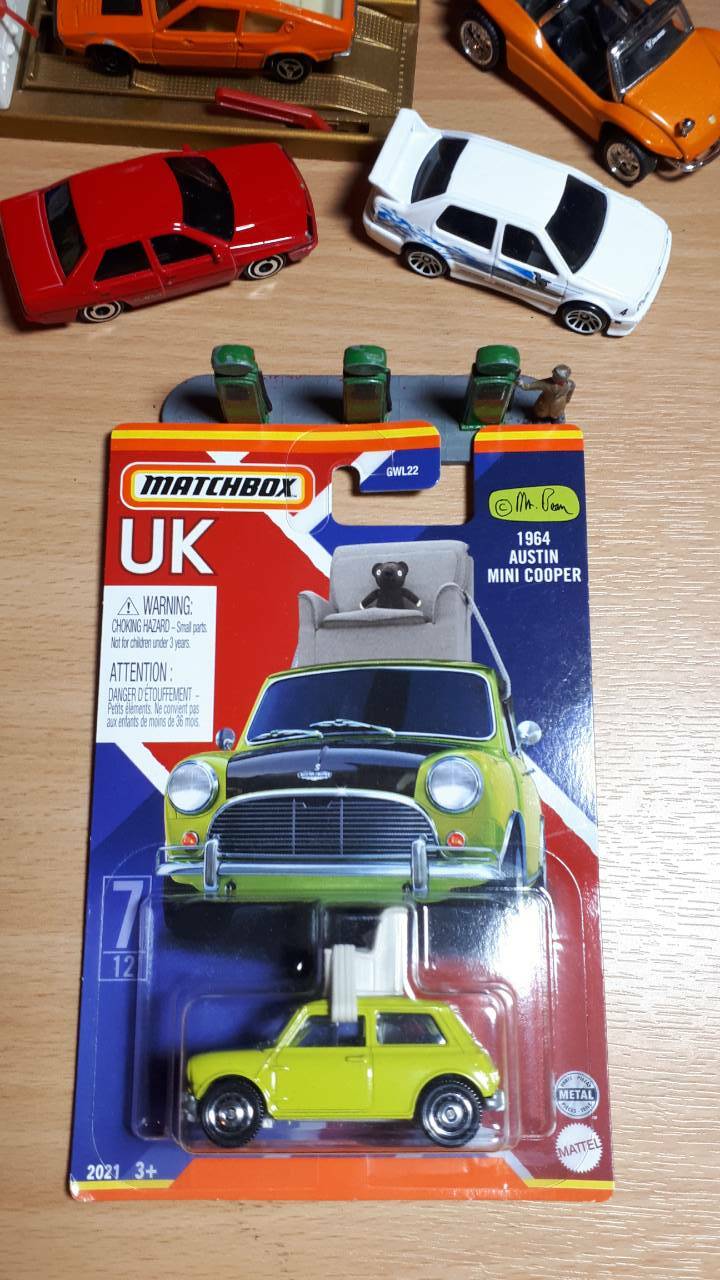 MATCHBOX
GWL22
UK
© Mr. Bean
1964
AUSTIN
MINI COOPER
WARNING:
CHOKING HAZARD – Small parts.
Not for children under 3 years.
ATTENTION :
DANGER D'ÉTOUFFEMENT –
Petits éléments. Ne convient pas
aux enfants de moins de 36 mois.
7
12
METAL
MATTEL
2021 3+